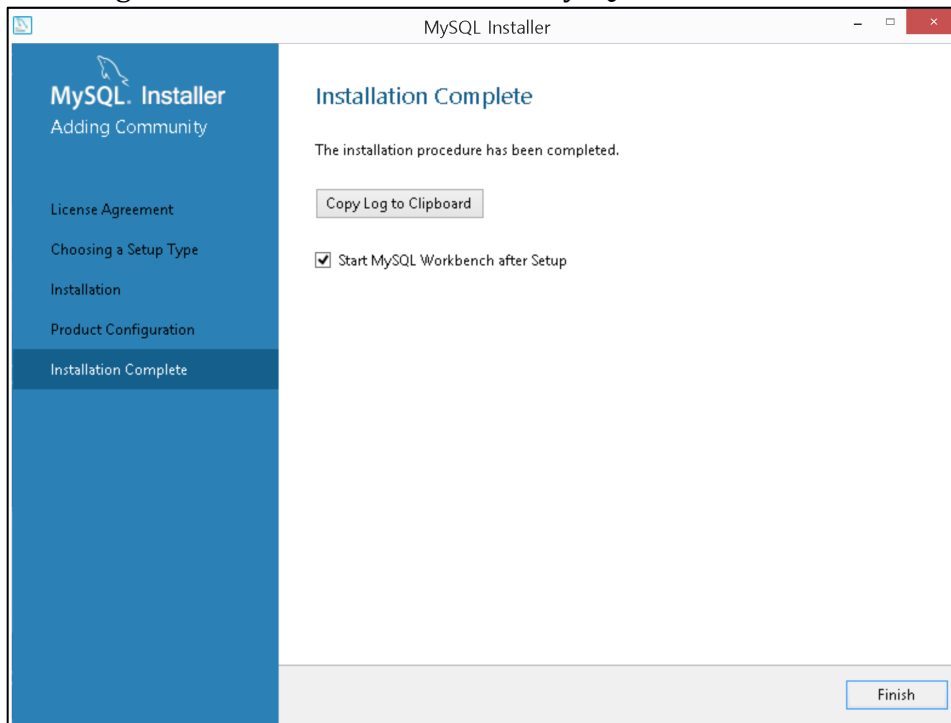 MySQL Installer
MySQL. Installer
Adding Community
License Agreement
Choosing a Setup Type
Installation
Product Configuration
Installation Complete
Installation Complete
The installation procedure has been completed.
Copy Log to Clipboard
Start MySQL Workbench after Setup
Finish